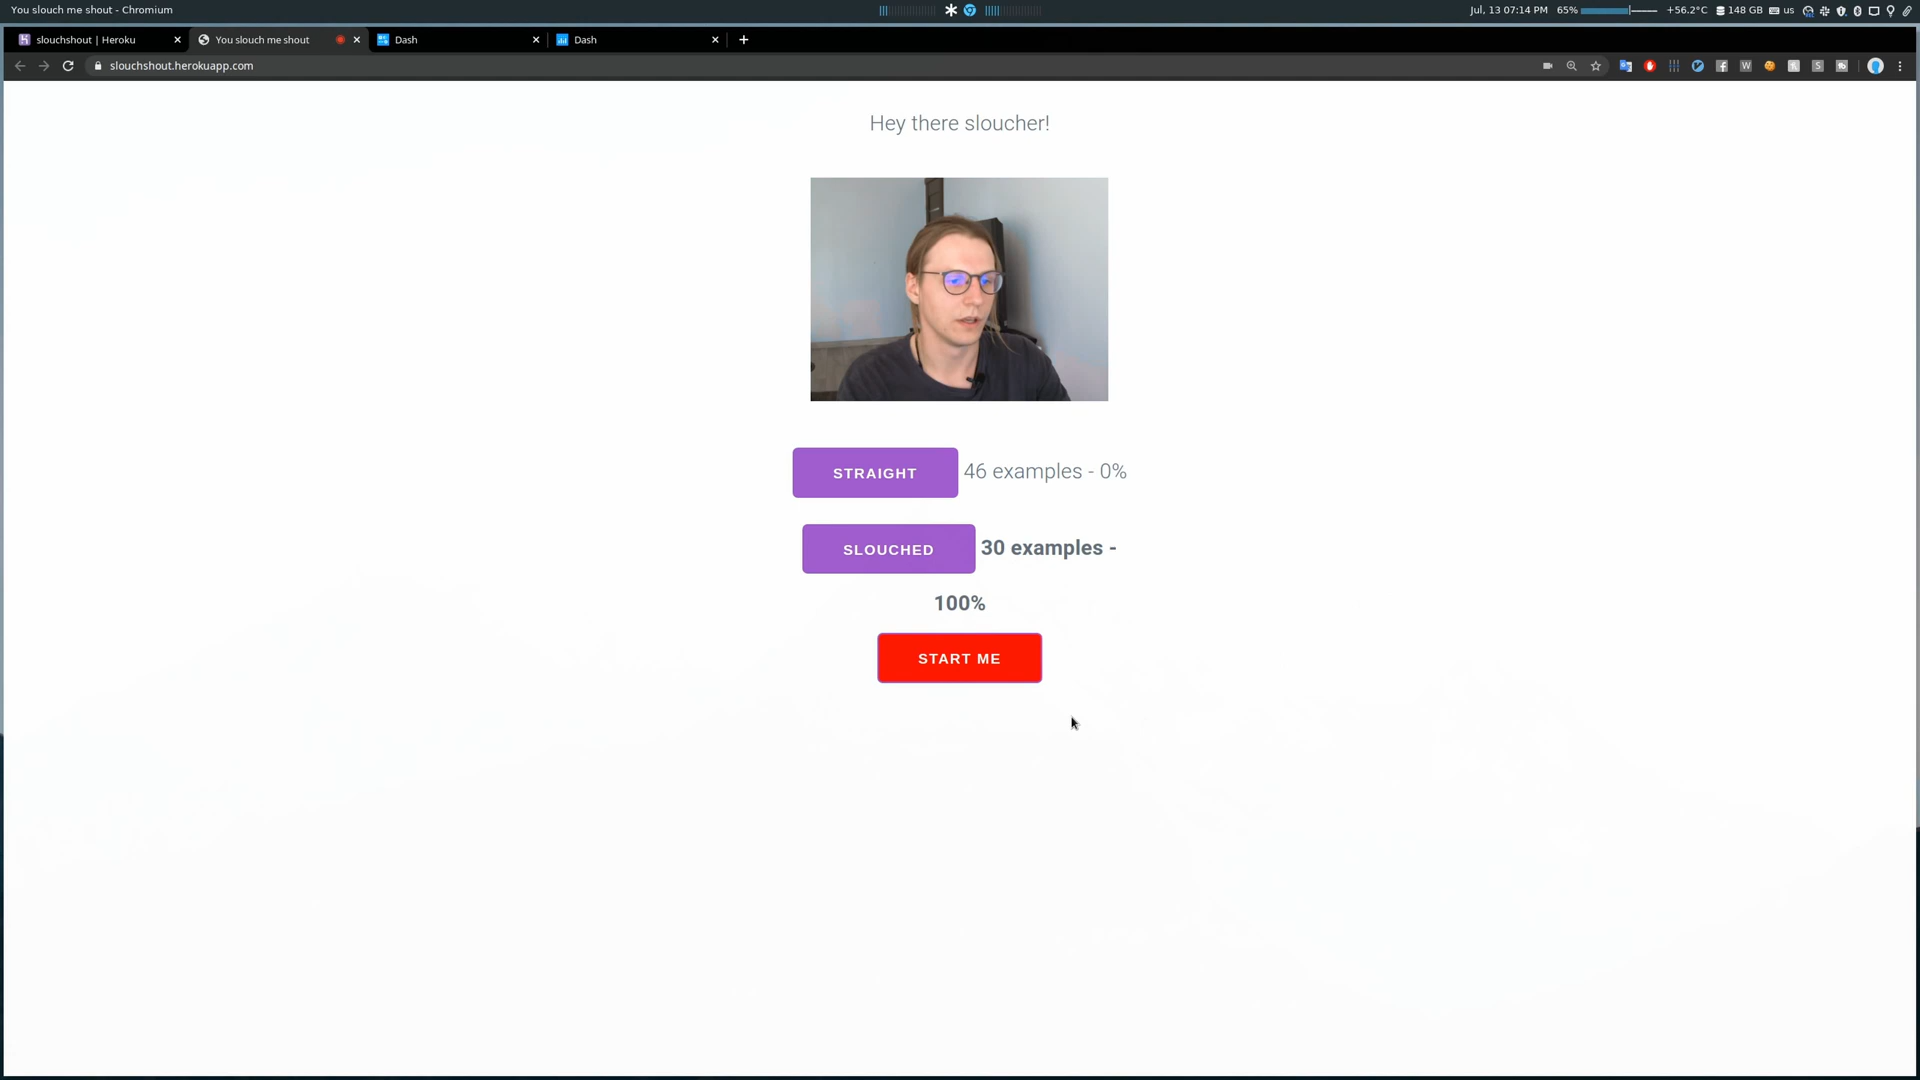 You slouch me shout - Chromium
Jul, 13 07:14 PM 65% +56.2°C 148 GB us
slouchshout | Heroku
You slouch me shout
Dash
Dash
slouchshout.herokuapp.com
Hey there sloucher!
STRAIGHT 46 examples - 0%
SLOUCHED 30 examples -
100%
START ME